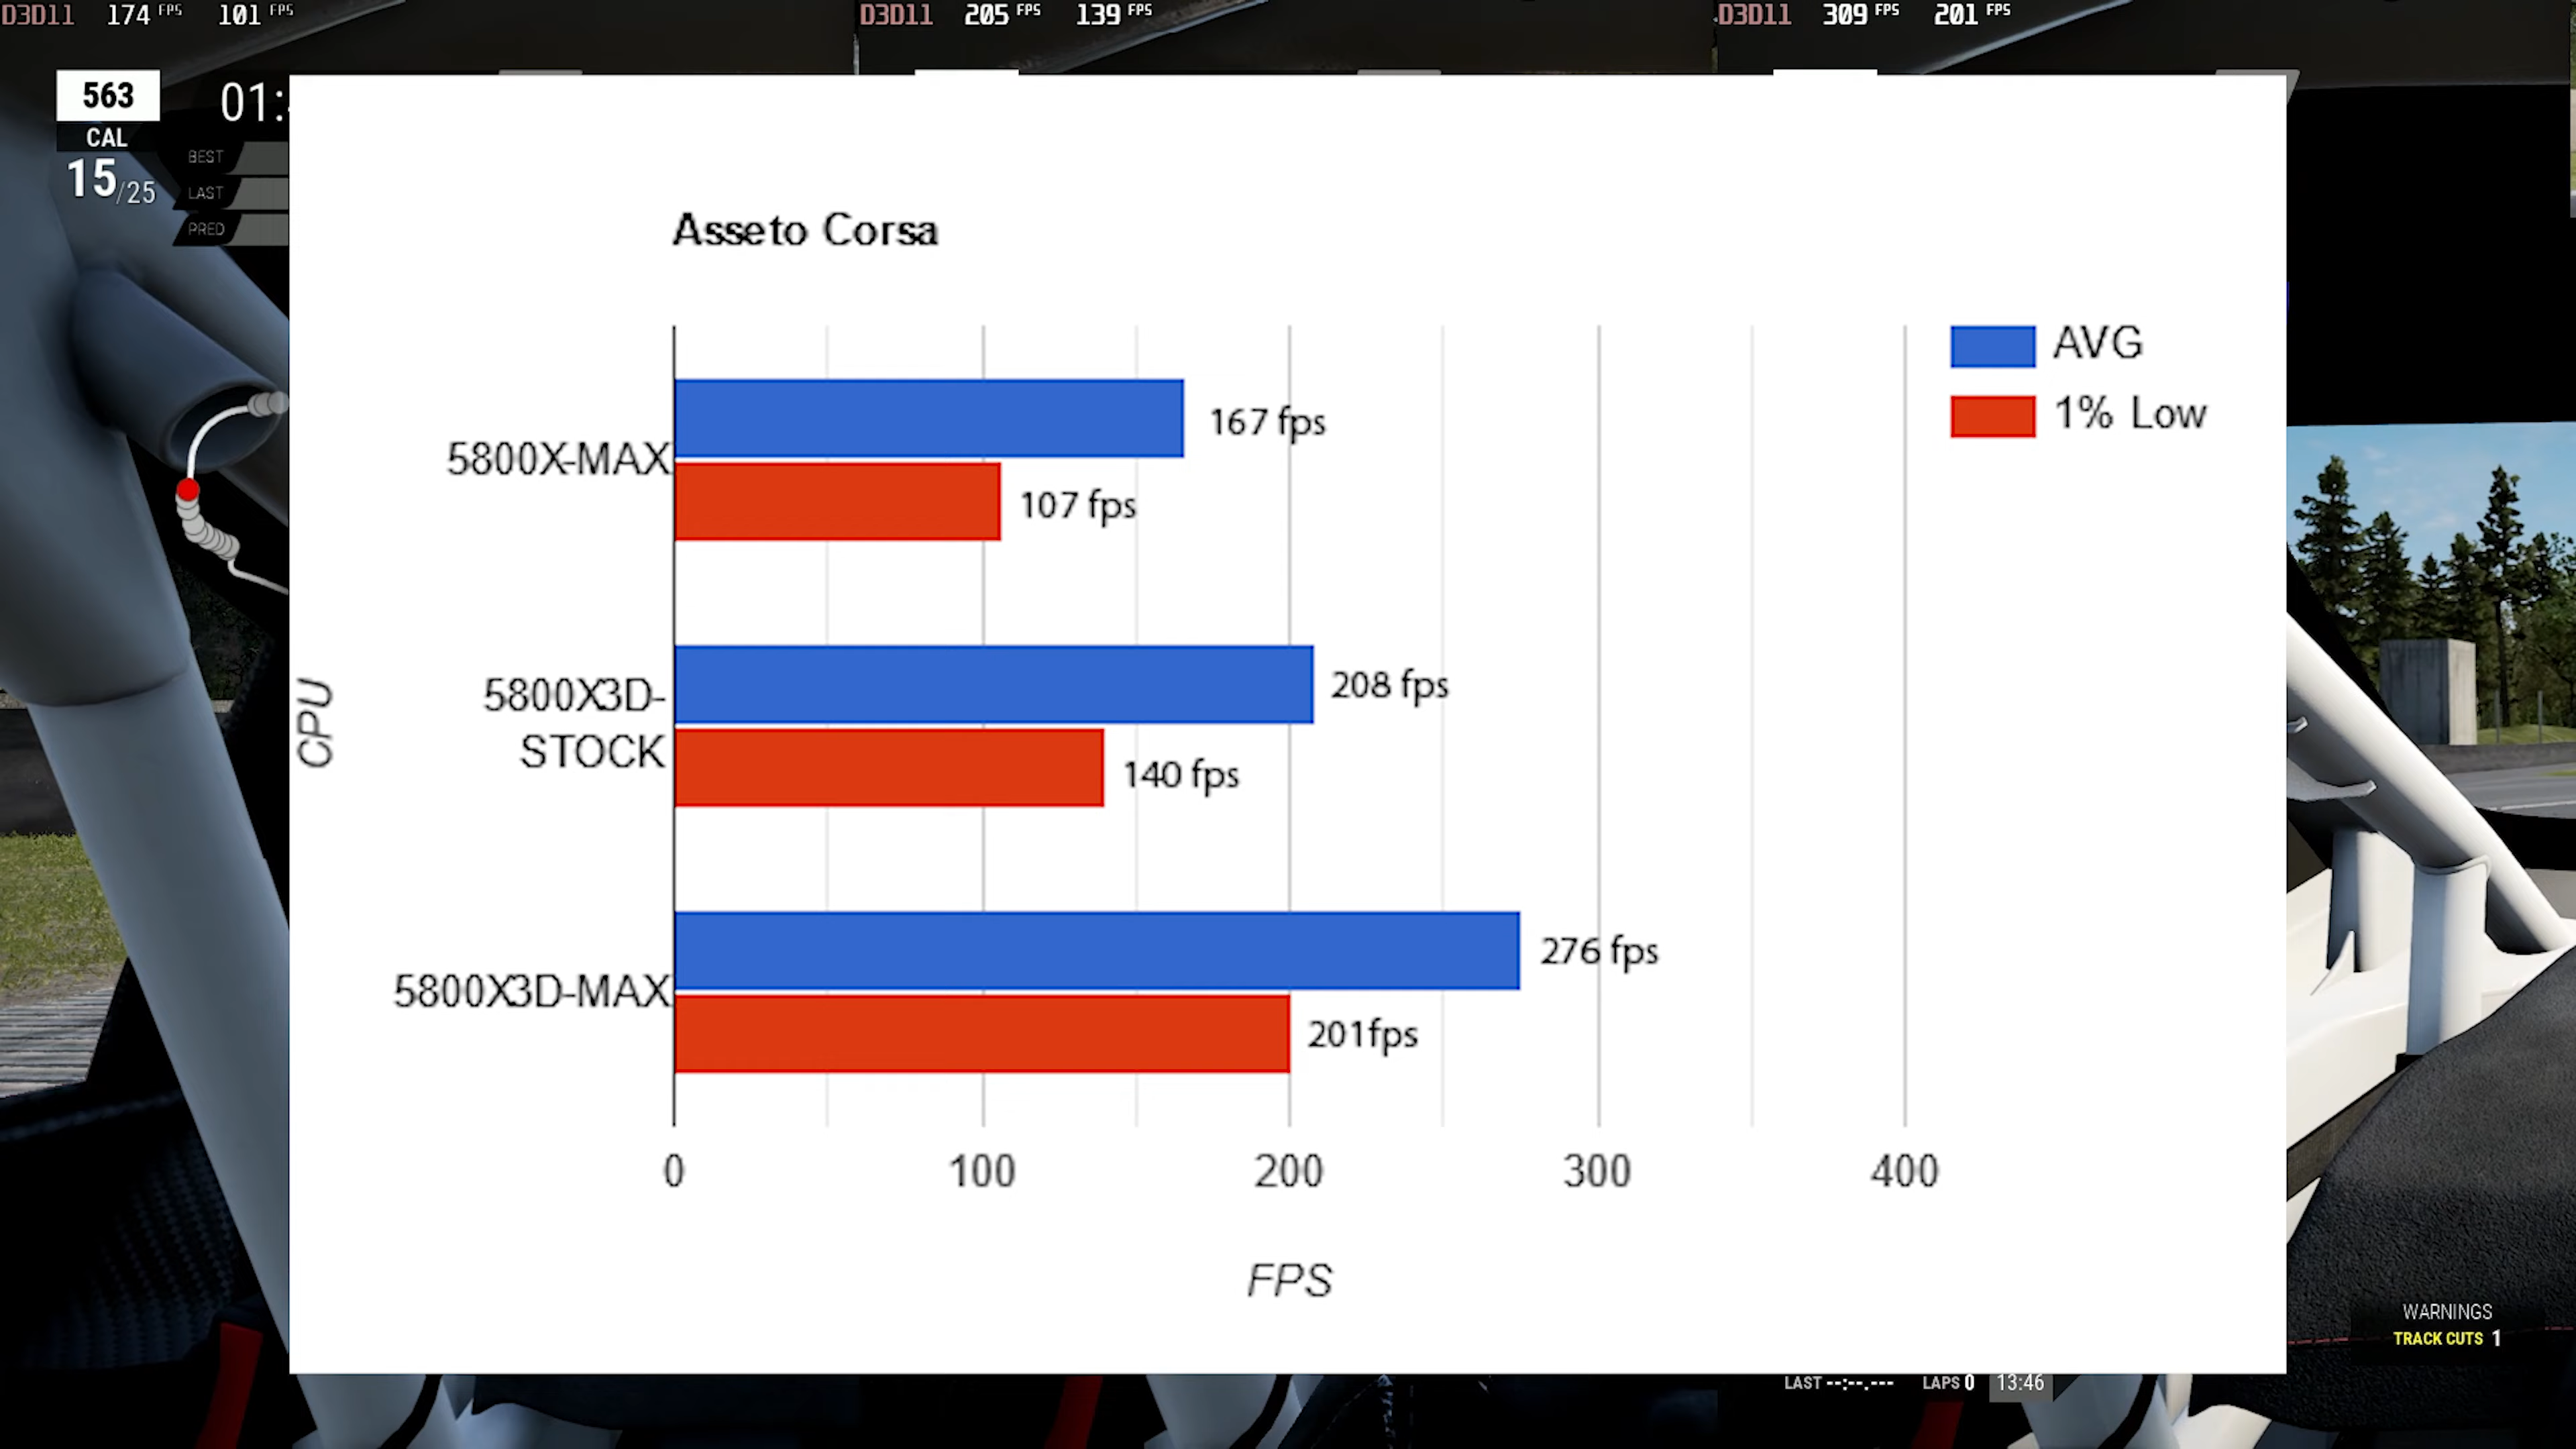 D3D11 174 FPS 101 FPS D3D11 205 FPS 139 FPS D3D11 309 FPS 201 FPS
563
CAL
15/25
BEST
LAST
PRED
Asseto Corsa
AVG
1% Low
5800X-MAX
167 fps
107 fps
5800X3D-
STOCK
208 fps
140 fps
5800X3D-MAX
276 fps
201fps
CPU
0 100 200 300 400
FPS
WARNINGS
TRACK CUTS 1
LAST --:--.--- LAPS 0 13:46